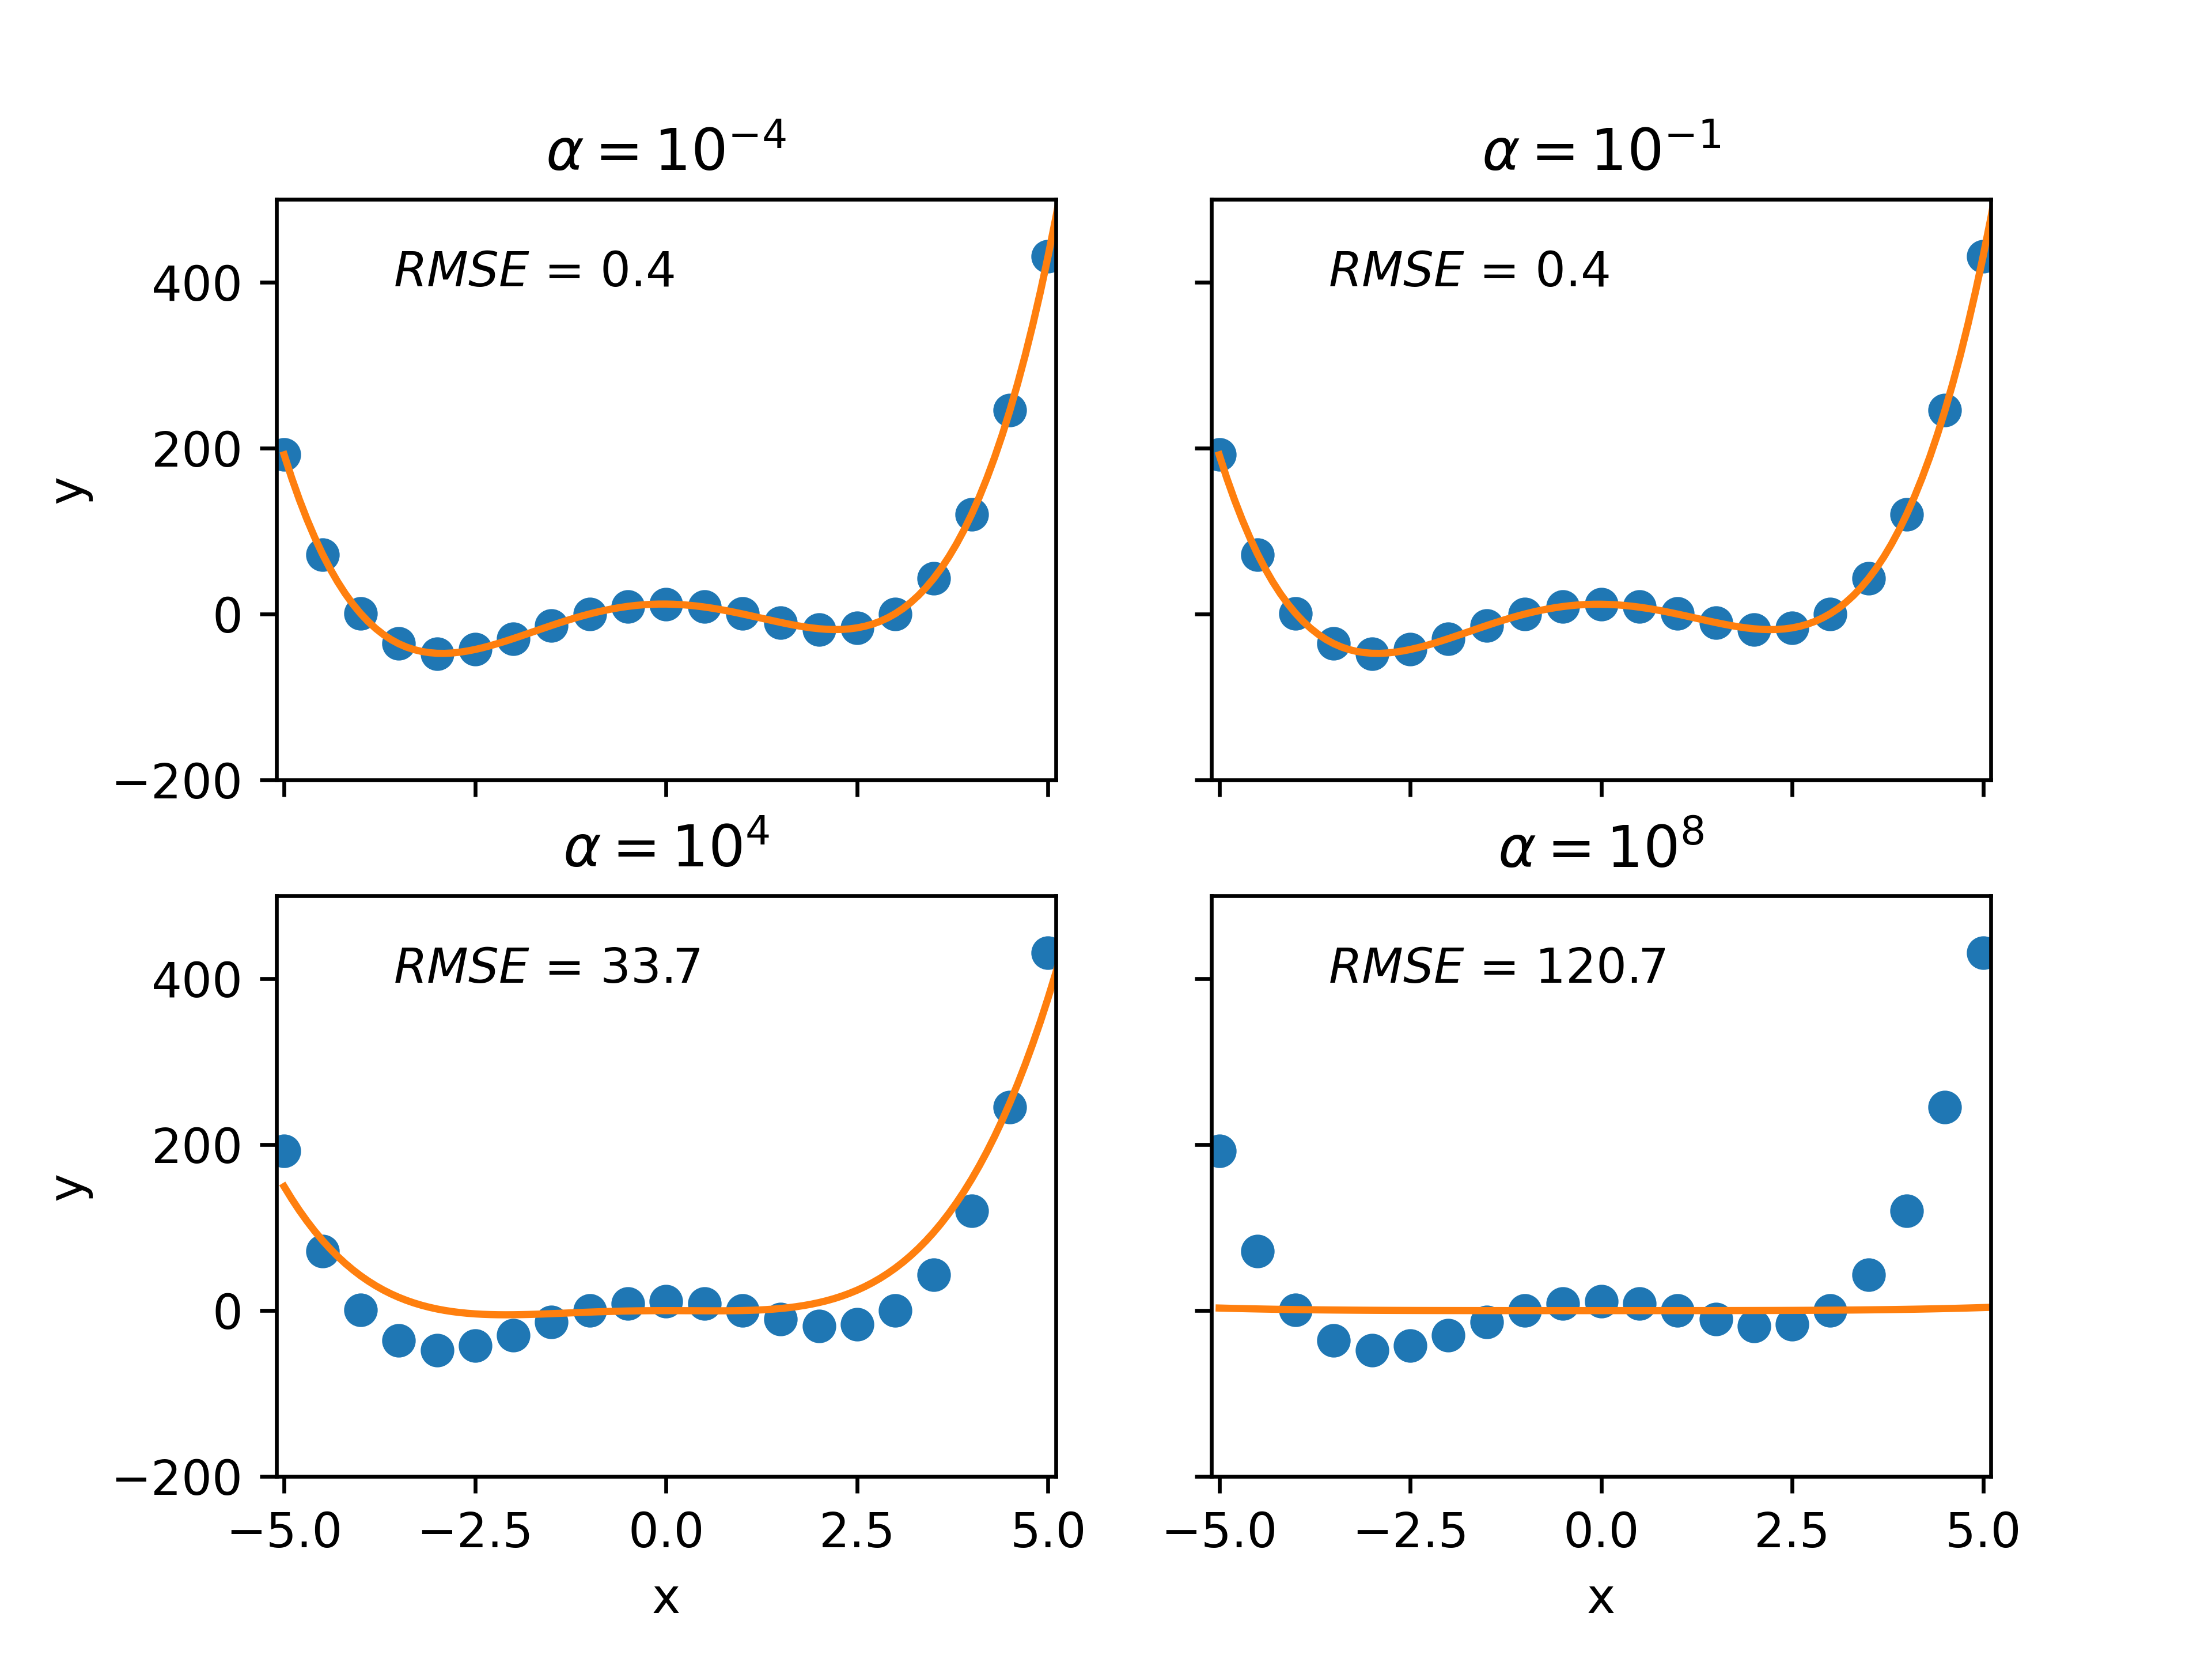 α = 10⁻⁴
α = 10⁻¹
RMSE = 0.4
RMSE = 0.4
400
200
0
−200
y
α = 10⁴
α = 10⁸
RMSE = 33.7
RMSE = 120.7
400
200
0
−200
y
−5.0 −2.5 0.0 2.5 5.0
−5.0 −2.5 0.0 2.5 5.0
x
x